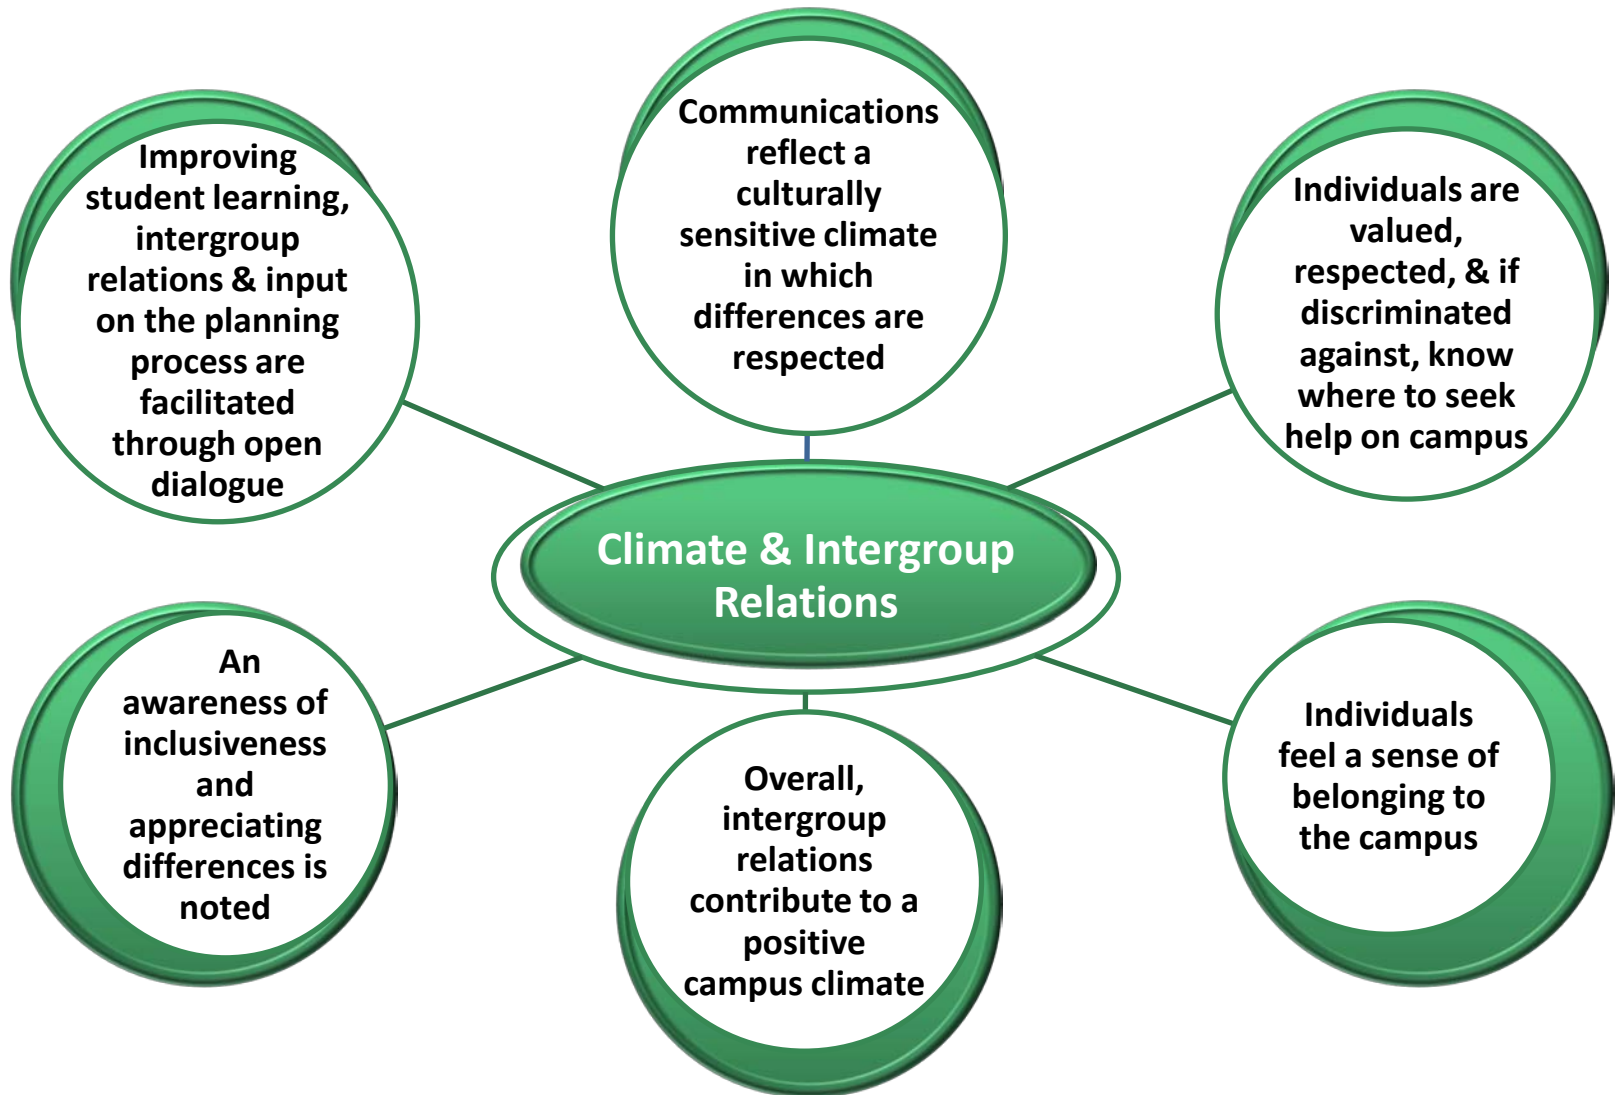 Communications
reflect a
culturally
sensitive climate
in which
differences are
respected
Improving
student learning,
intergroup
relations & input
on the planning
process are
facilitated
through open
dialogue
Individuals are
valued,
respected, & if
discriminated
against, know
where to seek
help on campus
Climate & Intergroup
Relations
An
awareness of
inclusiveness
and
appreciating
differences is
noted
Overall,
intergroup
relations
contribute to a
positive
campus climate
Individuals
feel a sense of
belonging to
the campus